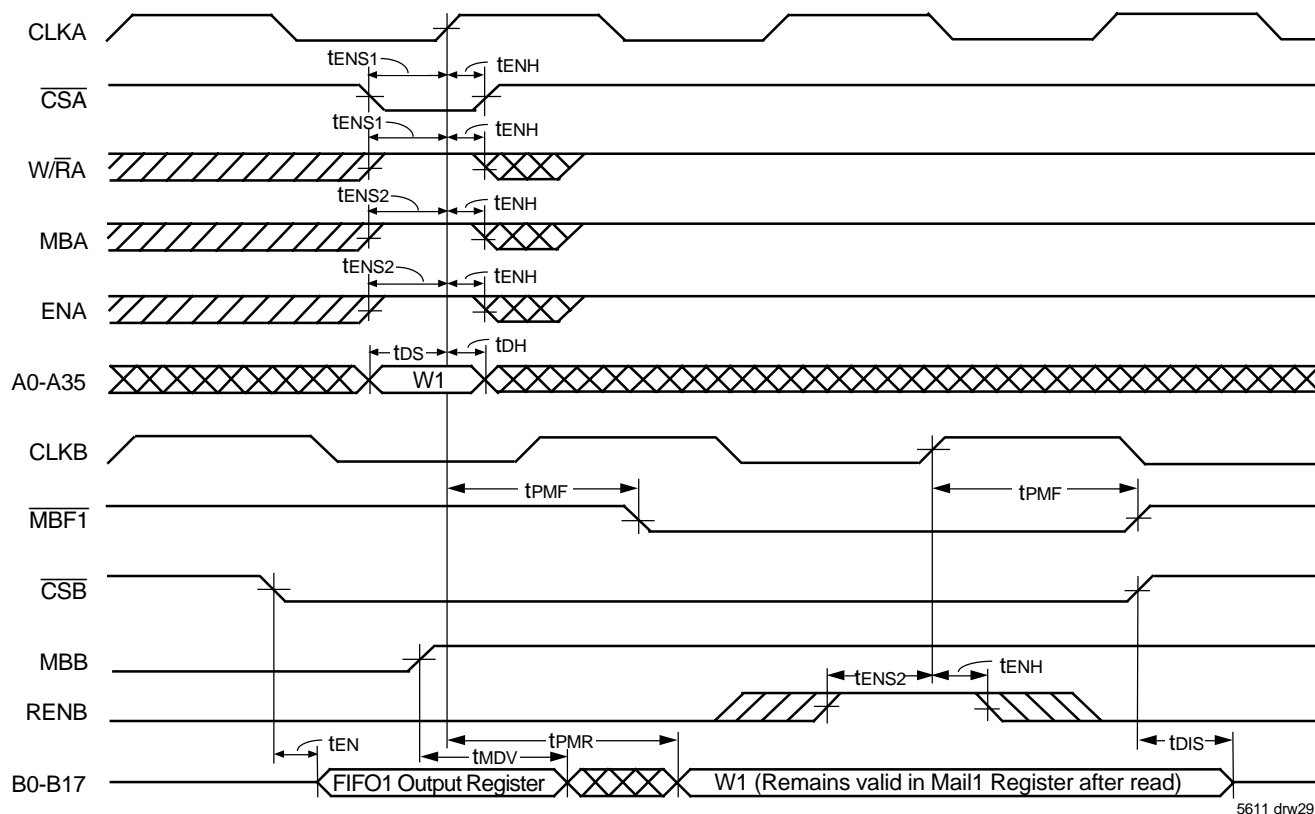 CLKA
tENS1
tENH
CSA
tENS1
tENH
W/RA
tENS2
tENH
MBA
tENS2
tENH
ENA
tDS
tDH
A0-A35
W1
CLKB
tPMF
tPMF
MBF1
CSB
MBB
tENS2
tENH
RENB
tEN
tMDV
tPMR
tDIS
B0-B17
FIFO1 Output Register
W1 (Remains valid in Mail1 Register after read)
5611 drw29